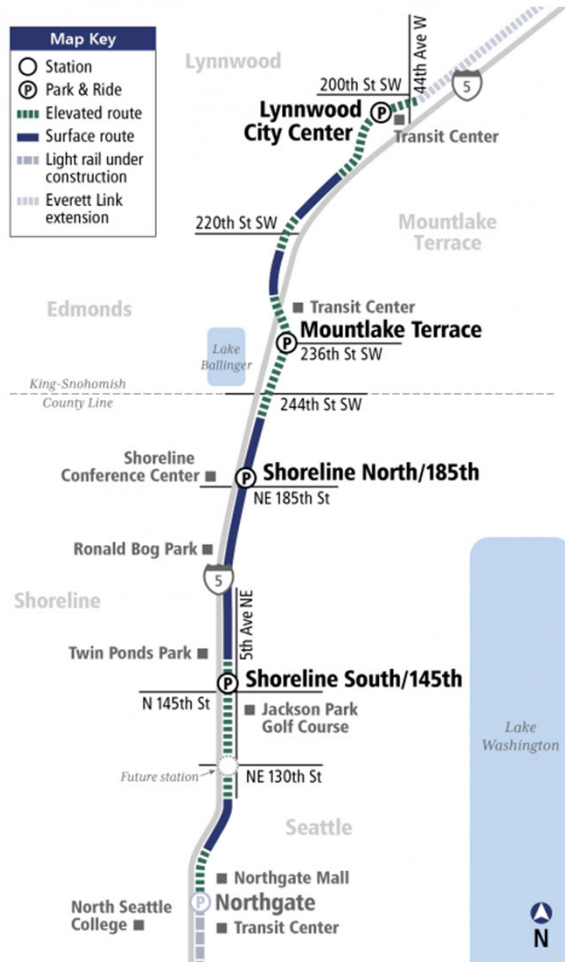 Map Key
Station
P Park & Ride
Elevated route
Surface route
Light rail under
construction
Everett Link
extension
Lynnwood
44th Ave W
200th St SW
5
Lynnwood
City Center
P
Transit Center
220th St SW
Mountlake
Terrace
Edmonds
Transit Center
Mountlake Terrace
P
236th St SW
Lake
Ballinger
King-Snohomish
County Line
244th St SW
Shoreline
Conference Center
P
Shoreline North/185th
NE 185th St
Ronald Bog Park
5
Shoreline
5th Ave NE
Twin Ponds Park
P
Shoreline South/145th
N 145th St
Jackson Park
Golf Course
Lake
Washington
Future station
NE 130th St
Seattle
Northgate Mall
P
Northgate
North Seattle
College
Transit Center
N